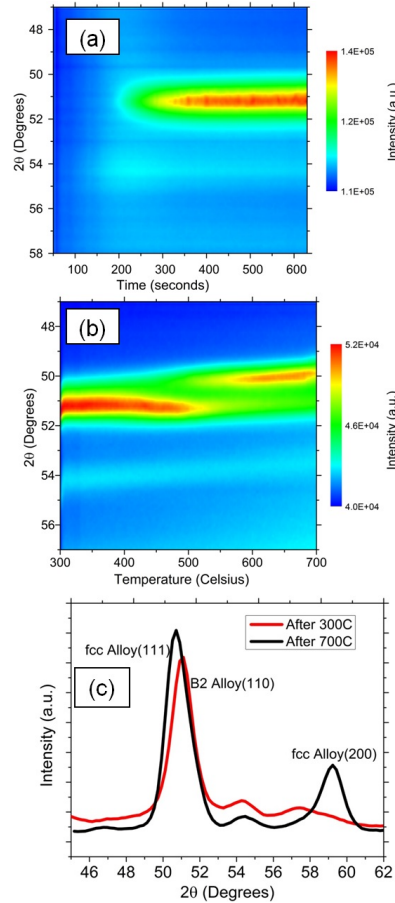 (a)
50
52
54
56
58
2θ (Degrees)
100 200 300 400 500 600
Time (seconds)
1.4E+05
1.2E+05
1.1E+05
Intensity (a.u.)
(b)
50
52
54
56
2θ (Degrees)
300 400 500 600 700
Temperature (Celsius)
5.2E+04
4.6E+04
4.0E+04
Intensity (a.u.)
After 300C
After 700C
fcc Alloy(111)
(c)
B2 Alloy(110)
fcc Alloy(200)
Intensity (a.u.)
46 48 50 52 54 56 58 60 62
2θ (Degrees)